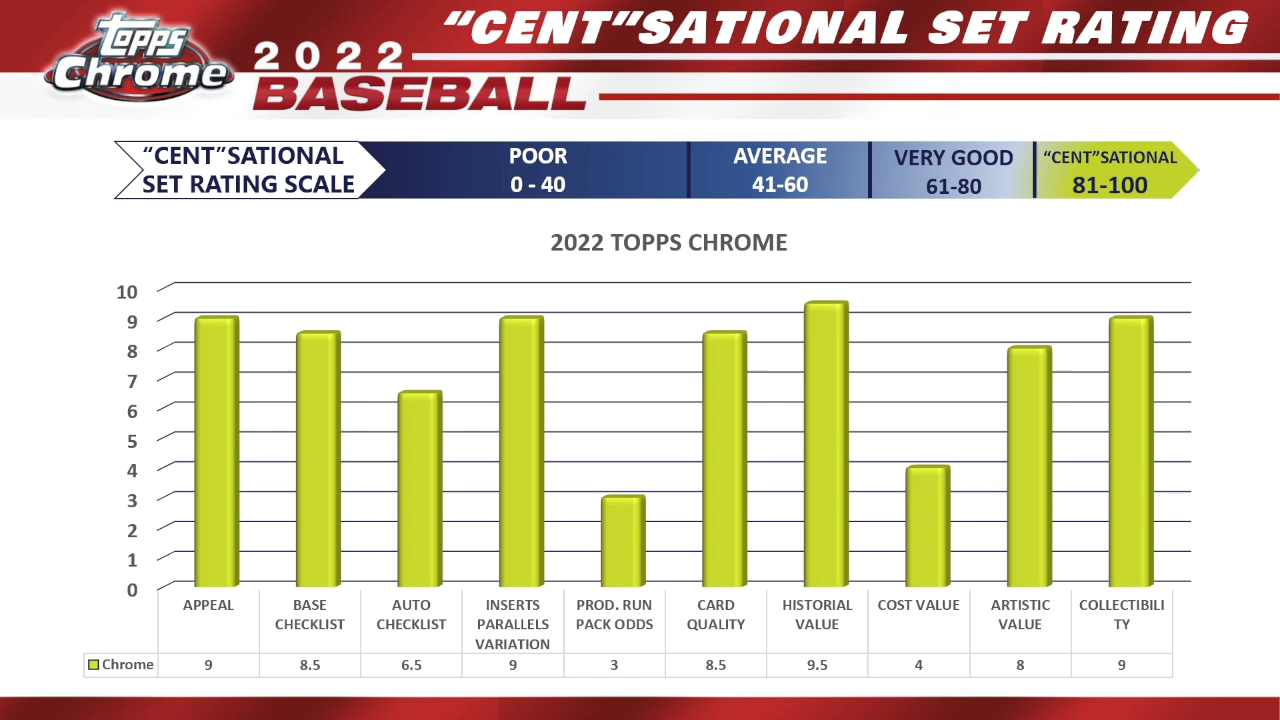 Topps
Chrome
2022
BASEBALL
“CENT“SATIONAL SET RATING
“CENT”SATIONAL
SET RATING SCALE
POOR
0 - 40
AVERAGE
41-60
VERY GOOD
61-80
“CENT”SATIONAL
81-100
2022 TOPPS CHROME
10
9
8
7
6
5
4
3
2
1
0
APPEAL
BASE
CHECKLIST
AUTO
CHECKLIST
INSERTS
PARALLELS
VARIATION
PROD. RUN
PACK ODDS
CARD
QUALITY
HISTORIAL
VALUE
COST VALUE
ARTISTIC
VALUE
COLLECTIBILI
TY
Chrome 9 8.5 6.5 9 3 8.5 9.5 4 8 9